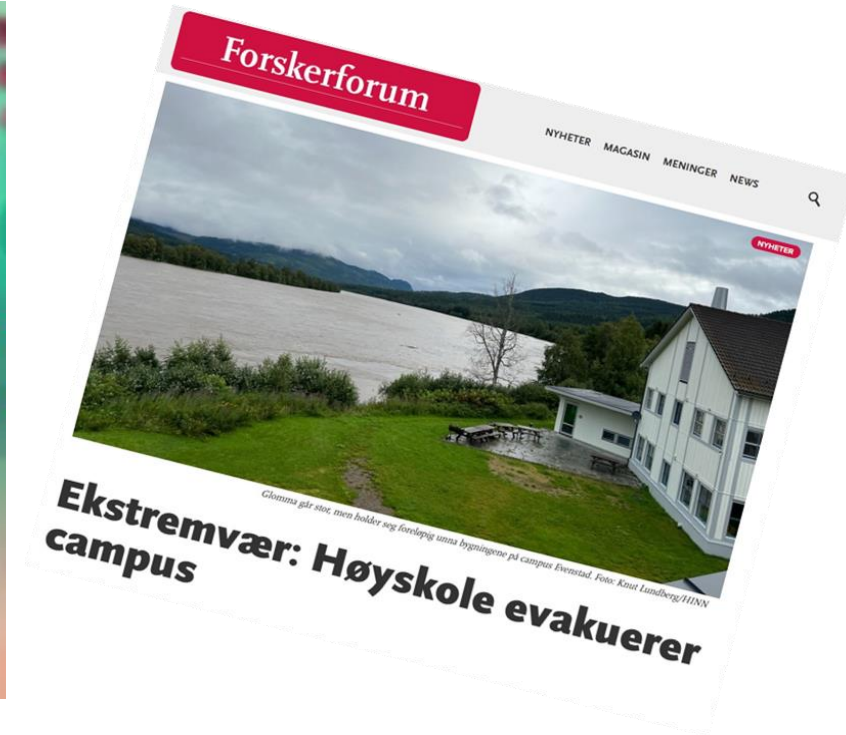 Forskerforum
NYHETER MAGASIN MENINGER NEWS
NYHETER
Glomma går stor, men holder seg foreløpig unna bygningene på campus Evenstad. Foto: Knut Lundberg/HINN
Ekstremvær: Høyskole evakuerer
campus